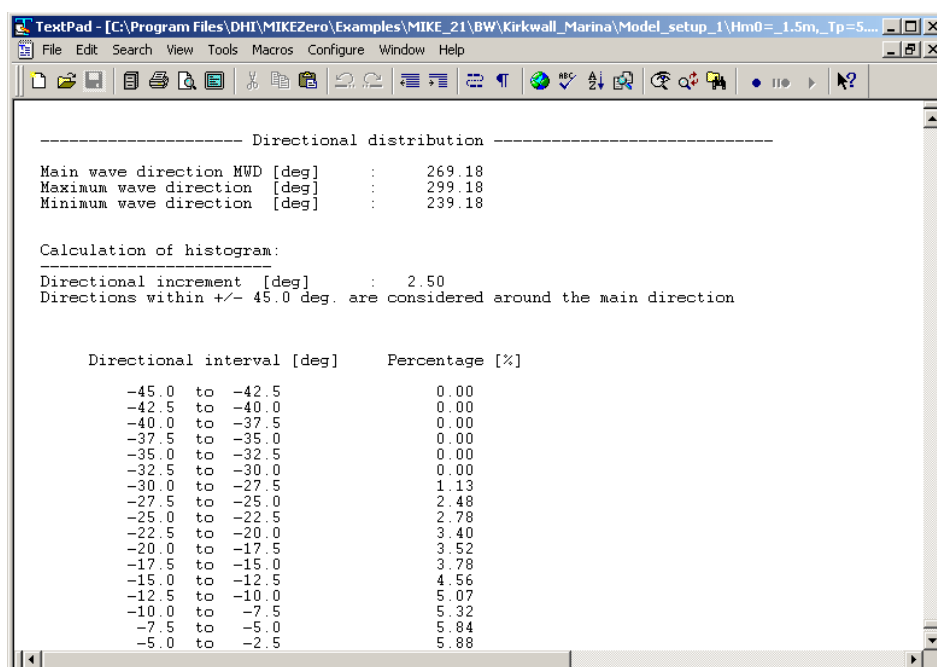 TextPad - [C:\Program Files\DHI\MIKEZero\Examples\MIKE_21\BW\Kirkwall_Marina\Model_setup_1\Hm0=_1.5m,_Tp=5....
File Edit Search View Tools Macros Configure Window Help
--------------------- Directional distribution -----------------------------
Main wave direction MWD [deg] : 269.18
Maximum wave direction [deg] : 299.18
Minimum wave direction [deg] : 239.18
Calculation of histogram:
------------------------
Directional increment [deg] : 2.50
Directions within +/- 45.0 deg. are considered around the main direction
Directional interval [deg] Percentage [%]
-45.0 to -42.5 0.00
-42.5 to -40.0 0.00
-40.0 to -37.5 0.00
-37.5 to -35.0 0.00
-35.0 to -32.5 0.00
-32.5 to -30.0 0.00
-30.0 to -27.5 1.13
-27.5 to -25.0 2.48
-25.0 to -22.5 2.78
-22.5 to -20.0 3.40
-20.0 to -17.5 3.52
-17.5 to -15.0 3.78
-15.0 to -12.5 4.56
-12.5 to -10.0 5.07
-10.0 to -7.5 5.32
-7.5 to -5.0 5.84
-5.0 to -2.5 5.88